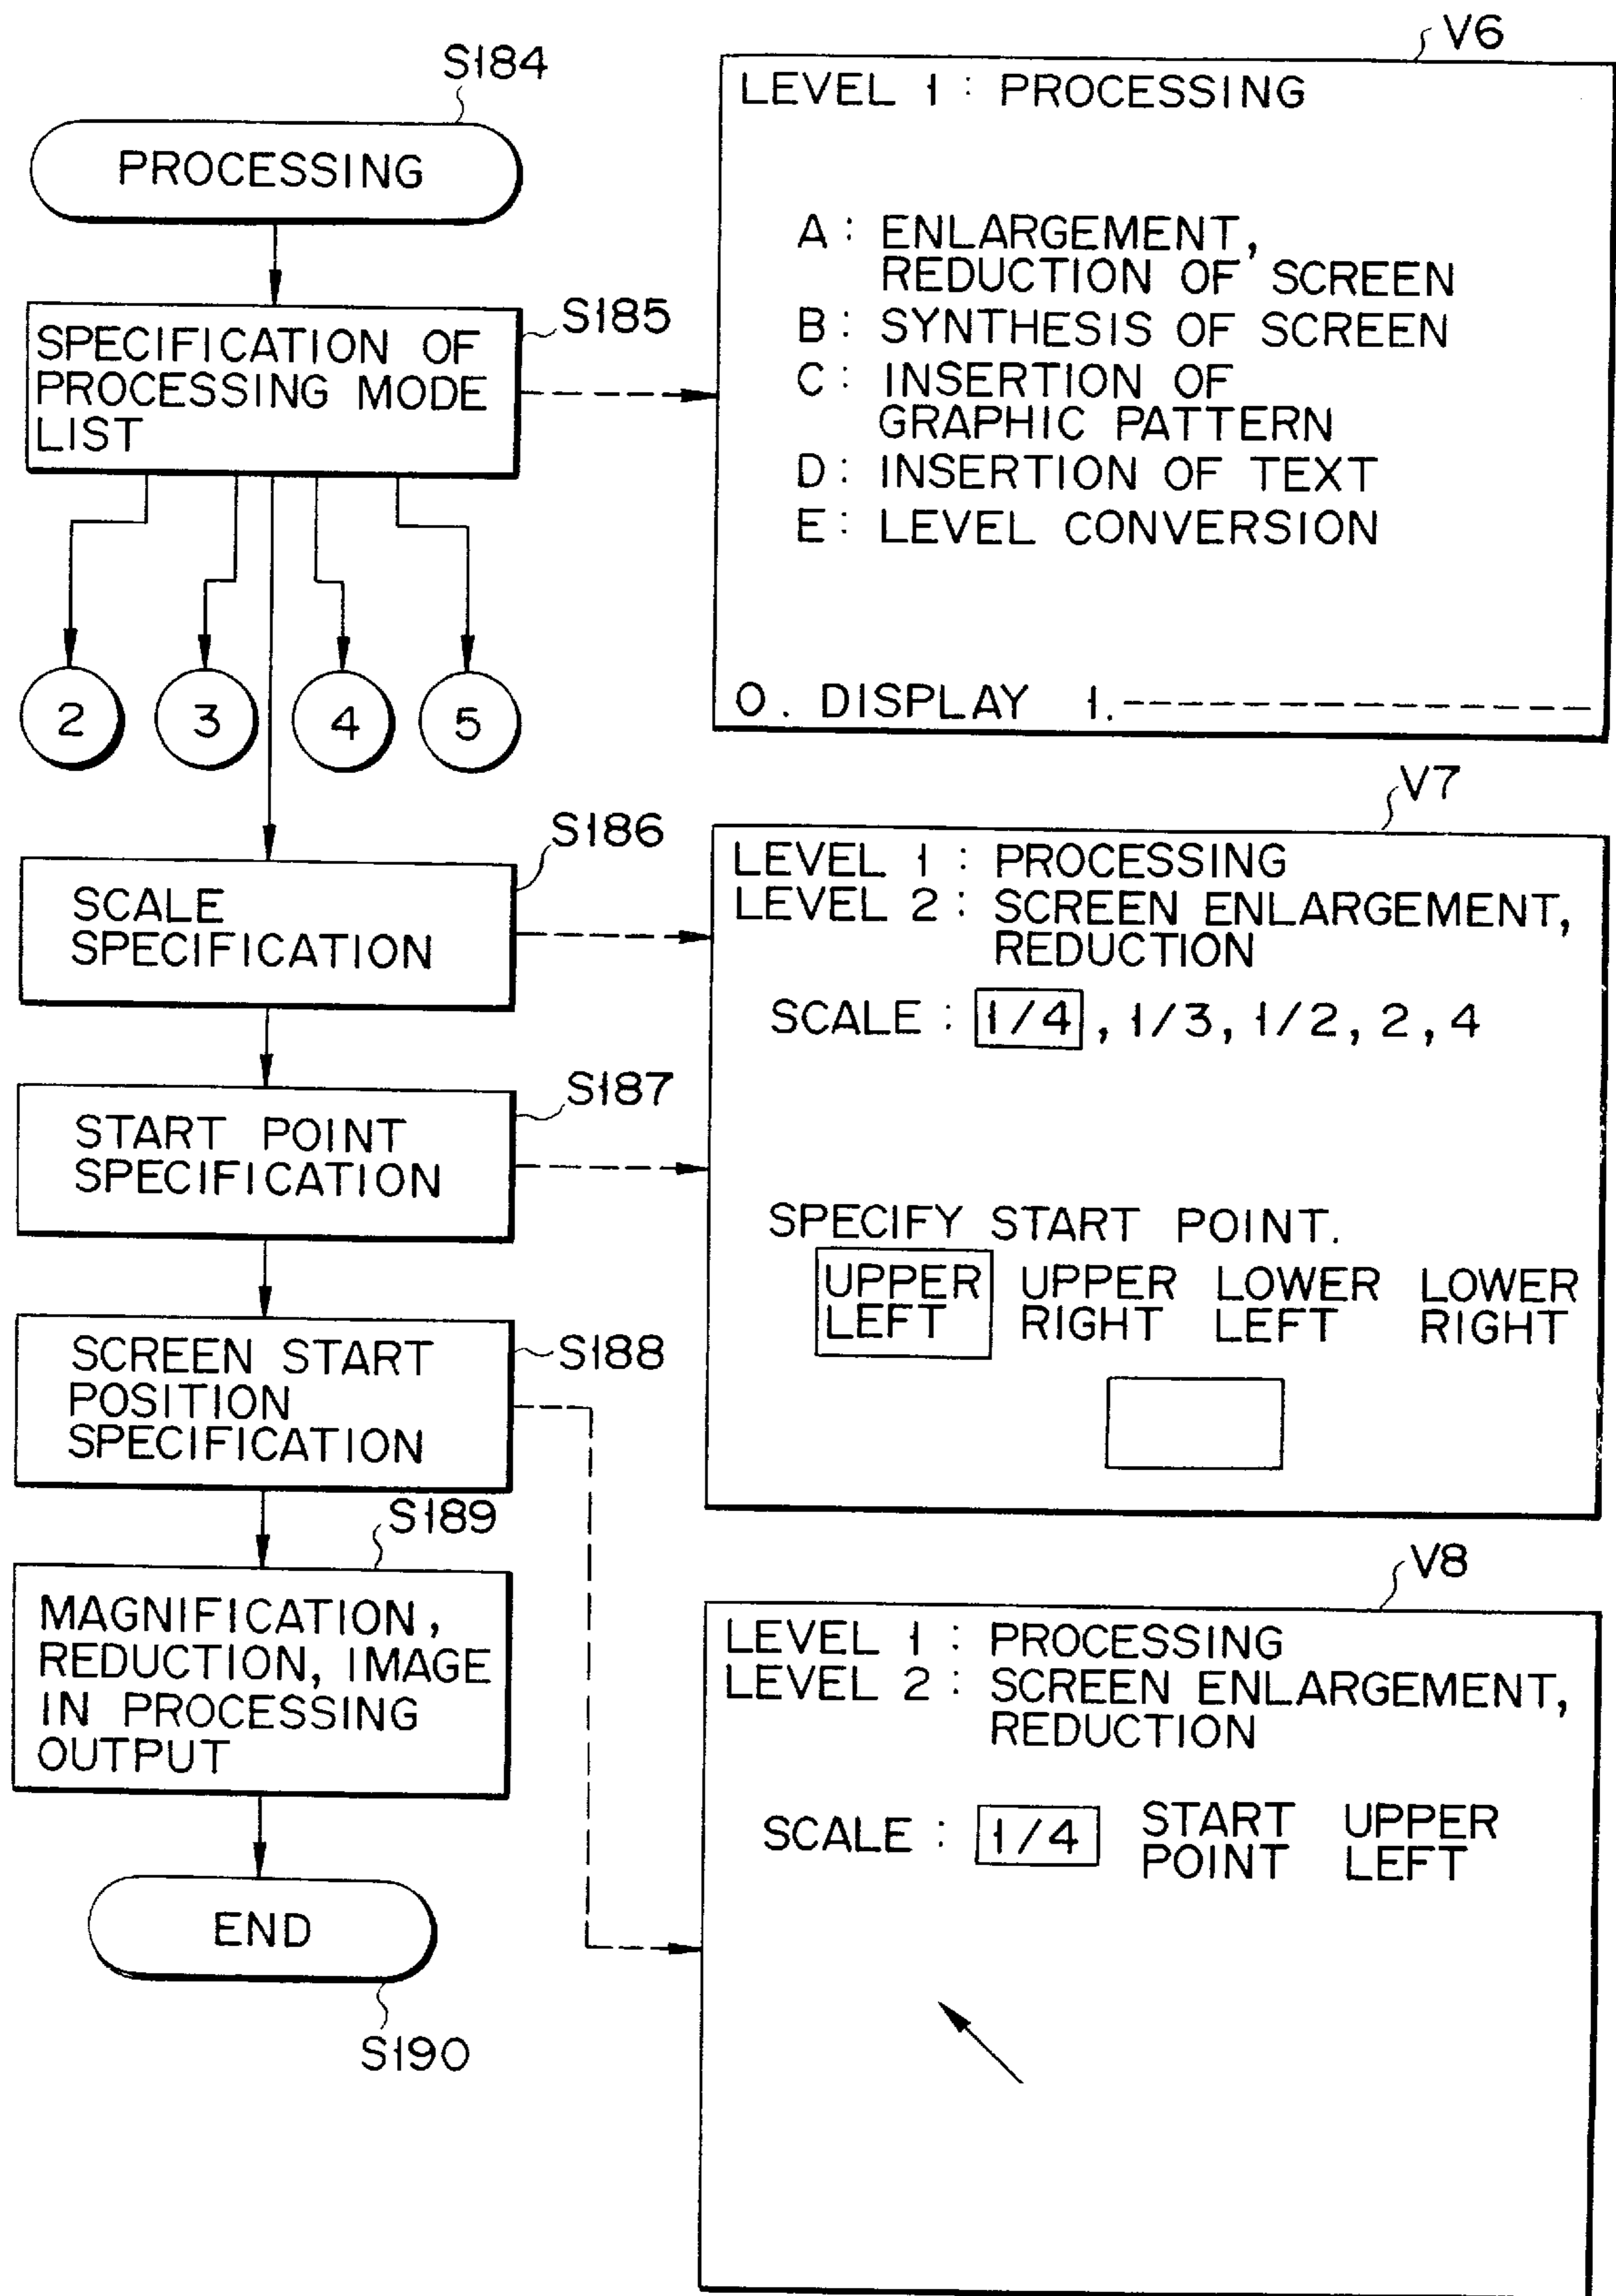 S184
PROCESSING
S185
SPECIFICATION OF
PROCESSING MODE
LIST
2 3 4 5
S186
SCALE
SPECIFICATION
S187
START POINT
SPECIFICATION
S188
SCREEN START
POSITION
SPECIFICATION
S189
MAGNIFICATION,
REDUCTION, IMAGE
IN PROCESSING
OUTPUT
END
S190
V6
LEVEL 1 : PROCESSING
A : ENLARGEMENT,
REDUCTION OF SCREEN
B : SYNTHESIS OF SCREEN
C : INSERTION OF
GRAPHIC PATTERN
D : INSERTION OF TEXT
E : LEVEL CONVERSION
0. DISPLAY 1.---------------
V7
LEVEL 1 : PROCESSING
LEVEL 2 : SCREEN ENLARGEMENT,
REDUCTION
SCALE : 1/4, 1/3, 1/2, 2, 4
SPECIFY START POINT.
UPPER UPPER LOWER LOWER
LEFT RIGHT LEFT RIGHT
V8
LEVEL 1 : PROCESSING
LEVEL 2 : SCREEN ENLARGEMENT,
REDUCTION
SCALE : 1/4 START UPPER
POINT LEFT